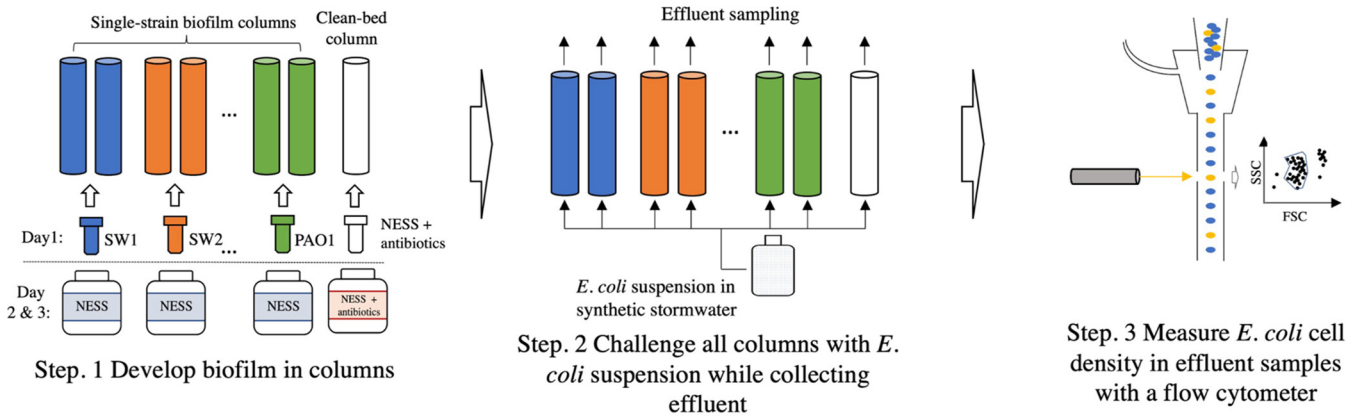 Single-strain biofilm columns
Clean-bed
column
...
Day1:
SW1
SW2
...
PAO1
NESS +
antibiotics
Day
2 & 3:
NESS
NESS
NESS
NESS +
antibiotics
Step. 1 Develop biofilm in columns
Effluent sampling
...
E. coli suspension in
synthetic stormwater
Step. 2 Challenge all columns with E.
coli suspension while collecting
effluent
SSC
FSC
Step. 3 Measure E. coli cell
density in effluent samples
with a flow cytometer